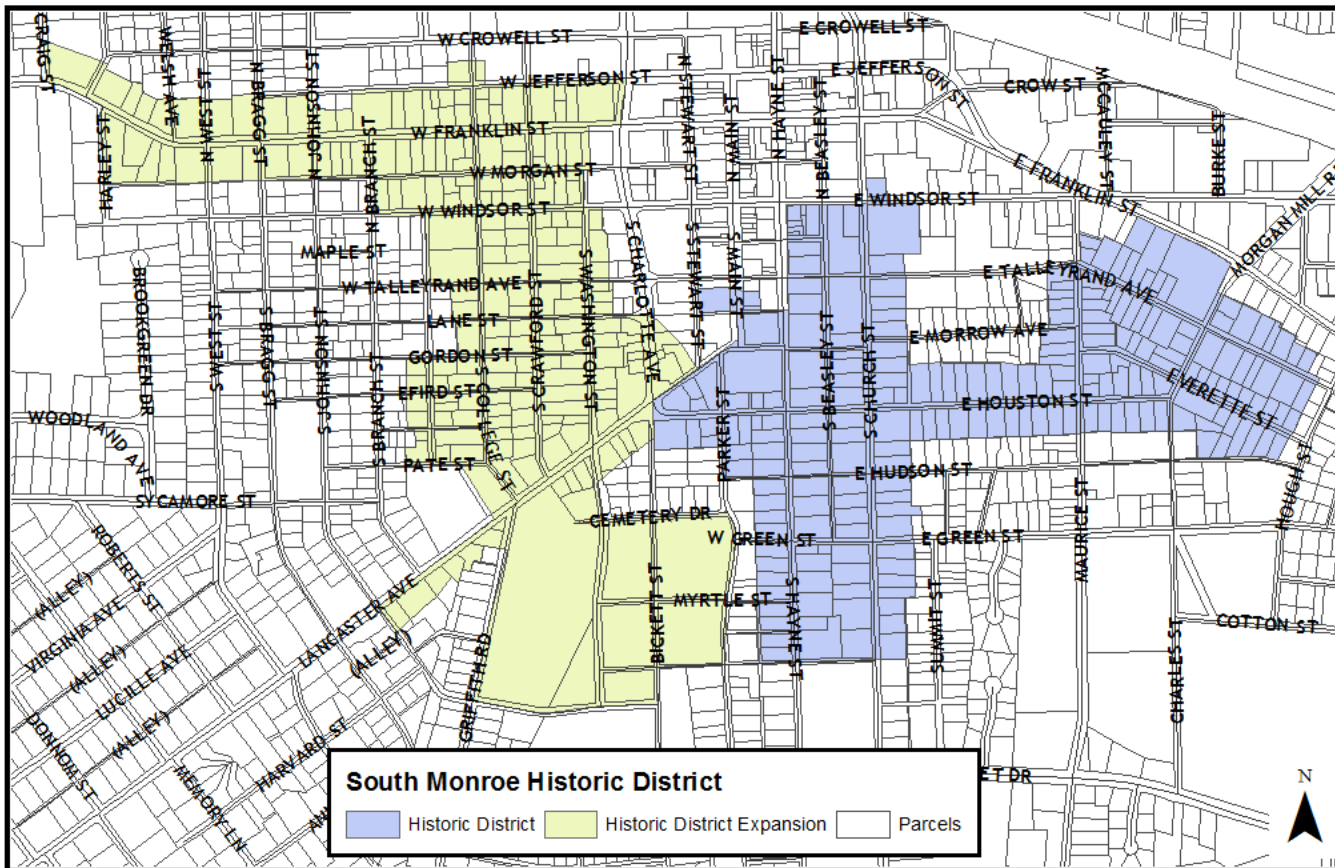 CRAIG ST
WELSH AVE
W CROWELL ST
E CROWELL ST
N WEST ST
N BRAGG ST
N JOHNSON ST
W JEFFERSON ST
N STEWART ST
N HAYNE ST
E JEFFERSON ST
CROW ST
MCCAULEY ST
BURKE ST
HARLEY ST
N BRANCH ST
W FRANKLIN ST
N MAIN ST
N BEASLEY ST
W MORGAN ST
E FRANKLIN ST
W WINDSOR ST
E WINDSOR ST
MORGAN MILL R
MAPLE ST
S CHARLOTTE AVE
S STEWART ST
S MAIN ST
BROOKGREEN DR
W TALLEYRAND AVE
S WASHINGTON ST
E TALLEYRAND AVE
S WEST ST
S BRAGG ST
S JOHNSON ST
LANE ST
S CRAWFORD ST
S BEASLEY ST
S CHURCH ST
E MORROW AVE
GORDON ST
S BRANCH ST
EFIRD ST
S COLLEGE ST
PARKER ST
E HOUSTON ST
EVERETTE ST
WOODLAND AVE
PATE ST
E HUDSON ST
HOUGH ST
SYCAMORE ST
CEMETERY DR
W GREEN ST
E GREEN ST
MAURICE ST
ROBERTS ST
(ALLEY)
VIRGINIA AVE
(ALLEY)
LUCILLE AVE
(ALLEY)
LANCASTER AVE
(ALLEY)
BICKETT ST
MYRTLE ST
S HAYNE ST
SUMMIT ST
COTTON ST
CHARLES ST
GRIFFITH RD
DONNOM ST
MEMORY LN
HARVARD ST
AN
ET DR
South Monroe Historic District
Historic District
Historic District Expansion
Parcels
N